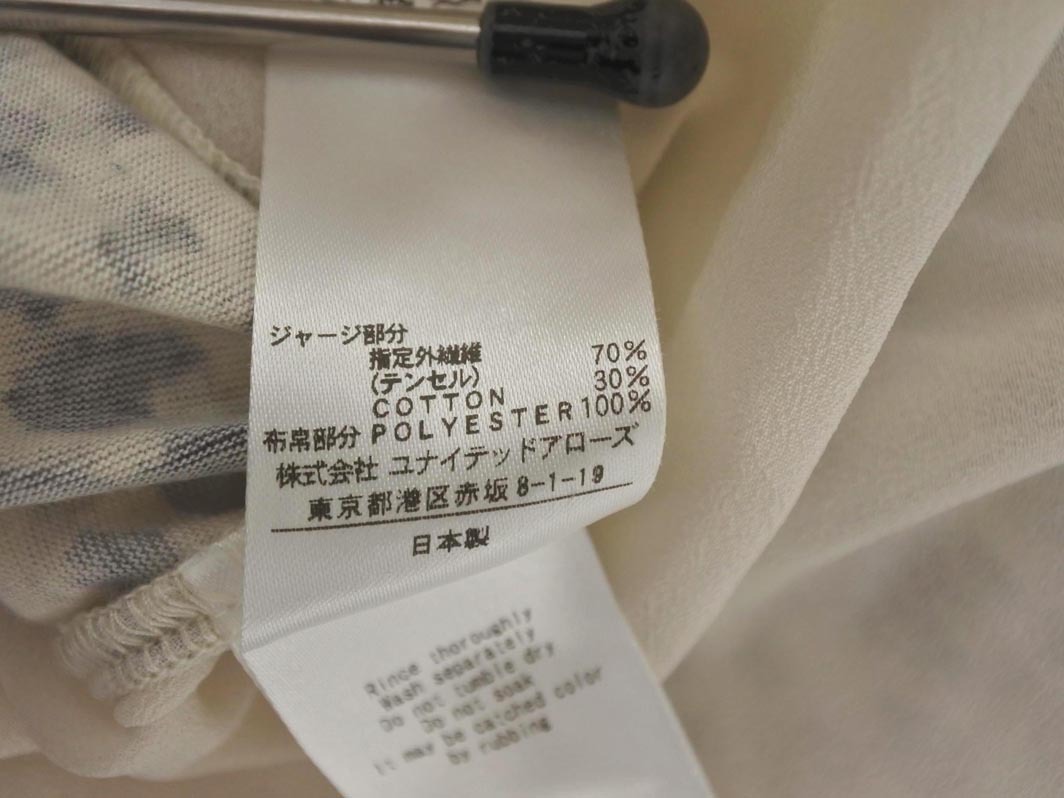 ジャージ部分
指定外繊維 70%
(テンセル) 30%
COTTON 100%
布帛部分 POLYESTER
株式会社 ユナイテッドアローズ
東京都港区赤坂8-1-19
日本製
Rince thoroughly
Wash separately
Do not tumble dry
Do not soak
It may be catched color
by rubbing